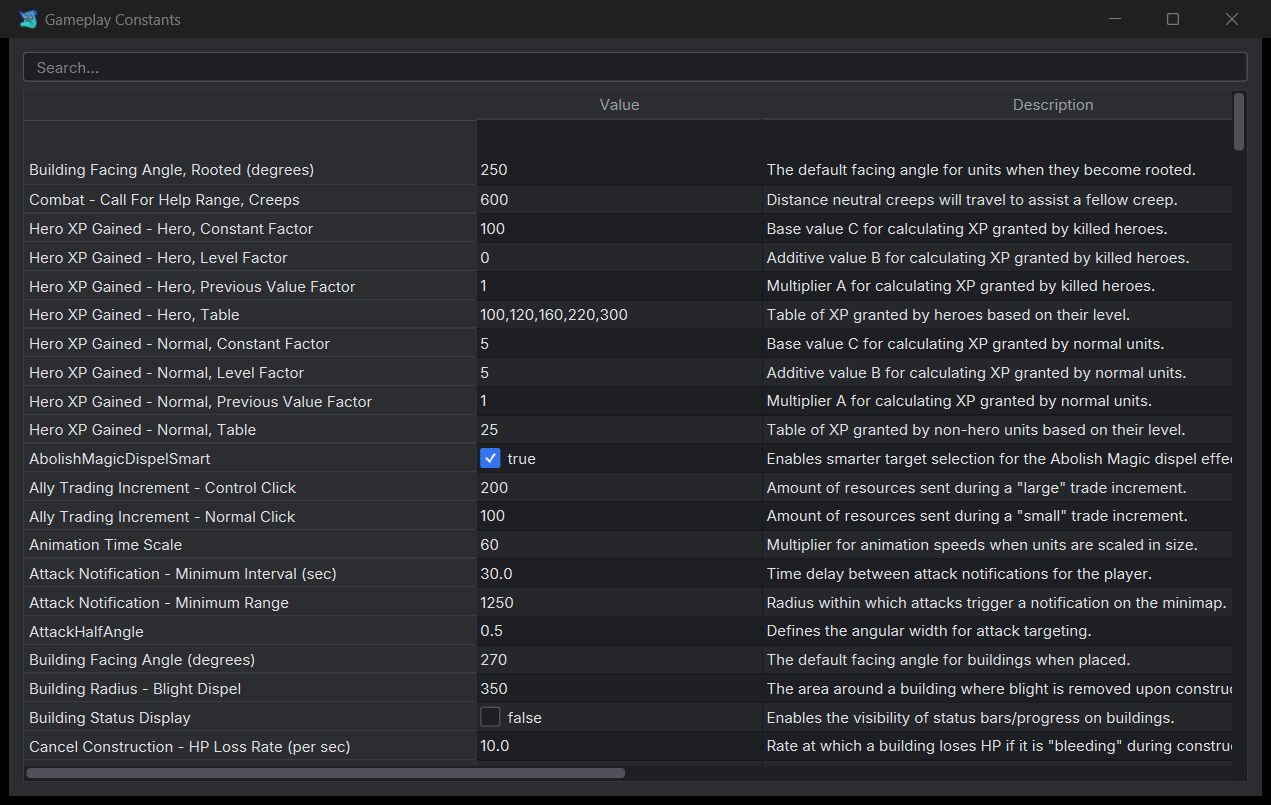 Gameplay Constants
Search...
Value Description
Building Facing Angle, Rooted (degrees) 250 The default facing angle for units when they become rooted.
Combat - Call For Help Range, Creeps 600 Distance neutral creeps will travel to assist a fellow creep.
Hero XP Gained - Hero, Constant Factor 100 Base value C for calculating XP granted by killed heroes.
Hero XP Gained - Hero, Level Factor 0 Additive value B for calculating XP granted by killed heroes.
Hero XP Gained - Hero, Previous Value Factor 1 Multiplier A for calculating XP granted by killed heroes.
Hero XP Gained - Hero, Table 100,120,160,220,300 Table of XP granted by heroes based on their level.
Hero XP Gained - Normal, Constant Factor 5 Base value C for calculating XP granted by normal units.
Hero XP Gained - Normal, Level Factor 5 Additive value B for calculating XP granted by normal units.
Hero XP Gained - Normal, Previous Value Factor 1 Multiplier A for calculating XP granted by normal units.
Hero XP Gained - Normal, Table 25 Table of XP granted by non-hero units based on their level.
AbolishMagicDispelSmart true Enables smarter target selection for the Abolish Magic dispel effe
Ally Trading Increment - Control Click 200 Amount of resources sent during a "large" trade increment.
Ally Trading Increment - Normal Click 100 Amount of resources sent during a "small" trade increment.
Animation Time Scale 60 Multiplier for animation speeds when units are scaled in size.
Attack Notification - Minimum Interval (sec) 30.0 Time delay between attack notifications for the player.
Attack Notification - Minimum Range 1250 Radius within which attacks trigger a notification on the minimap.
AttackHalfAngle 0.5 Defines the angular width for attack targeting.
Building Facing Angle (degrees) 270 The default facing angle for buildings when placed.
Building Radius - Blight Dispel 350 The area around a building where blight is removed upon constru
Building Status Display false Enables the visibility of status bars/progress on buildings.
Cancel Construction - HP Loss Rate (per sec) 10.0 Rate at which a building loses HP if it is "bleeding" during constru